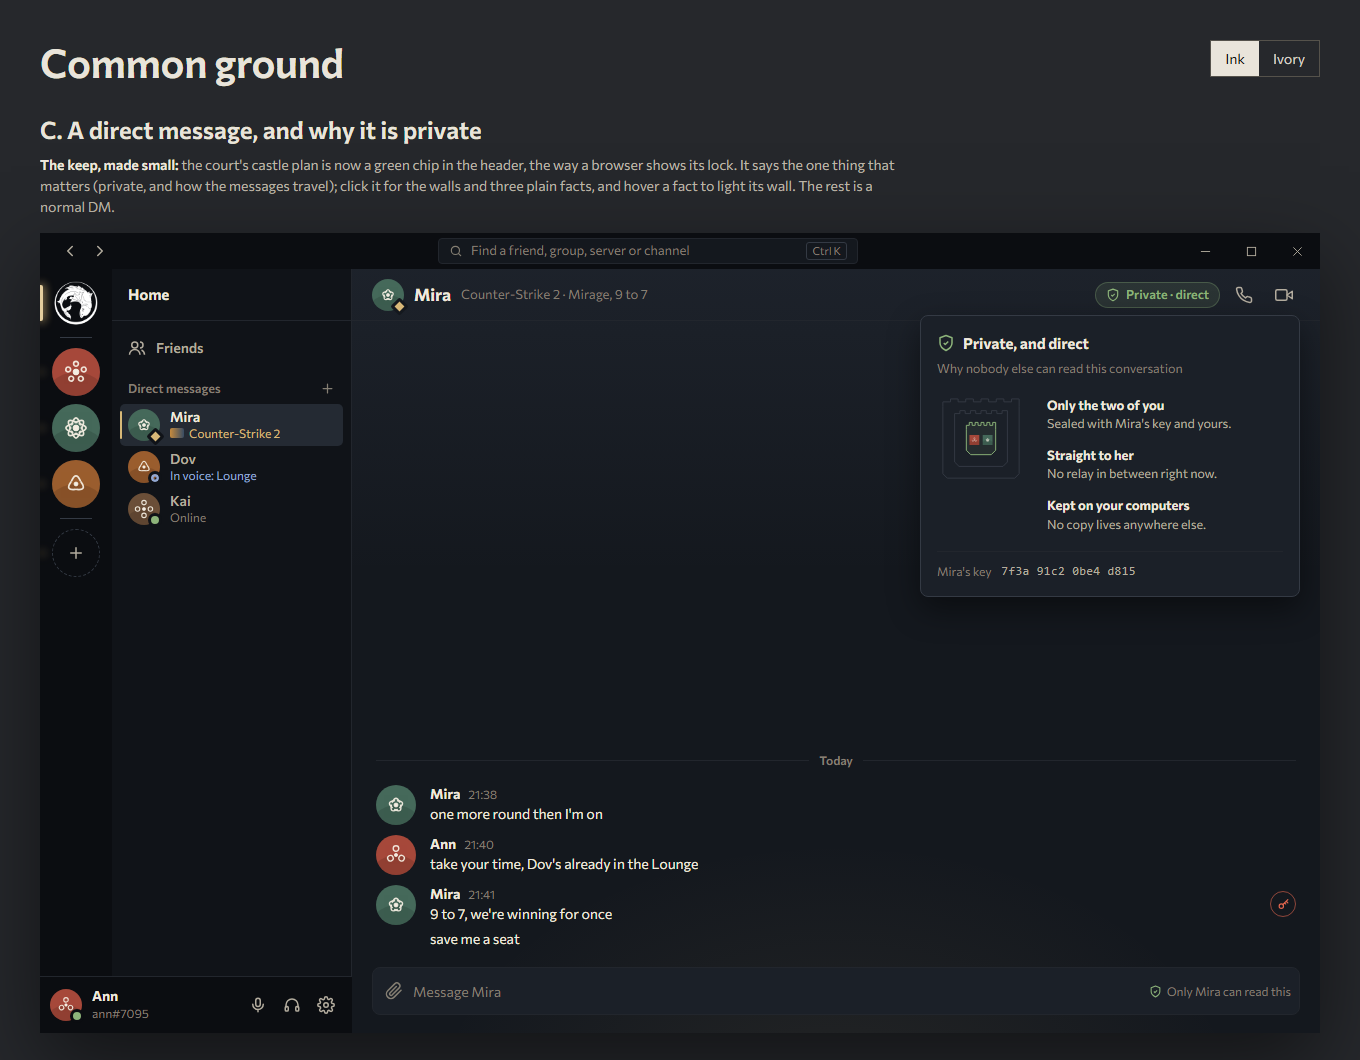 Common ground
Ink
Ivory
C. A direct message, and why it is private
The keep, made small: the court's castle plan is now a green chip in the header, the way a browser shows its lock. It says the one thing that
matters (private, and how the messages travel); click it for the walls and three plain facts, and hover a fact to light its wall. The rest is a
normal DM.
Find a friend, group, server or channel
Ctrl K
Home
Friends
Direct messages
Mira
Counter-Strike 2
Dov
In voice: Lounge
Kai
Online
Ann
ann#7095
Mira
Counter-Strike 2 · Mirage, 9 to 7
Private · direct
Private, and direct
Why nobody else can read this conversation
Only the two of you
Sealed with Mira's key and yours.
Straight to her
No relay in between right now.
Kept on your computers
No copy lives anywhere else.
Mira's key 7f3a 91c2 0be4 d815
Today
Mira 21:38
one more round then I'm on
Ann 21:40
take your time, Dov's already in the Lounge
Mira 21:41
9 to 7, we're winning for once
save me a seat
Message Mira
Only Mira can read this